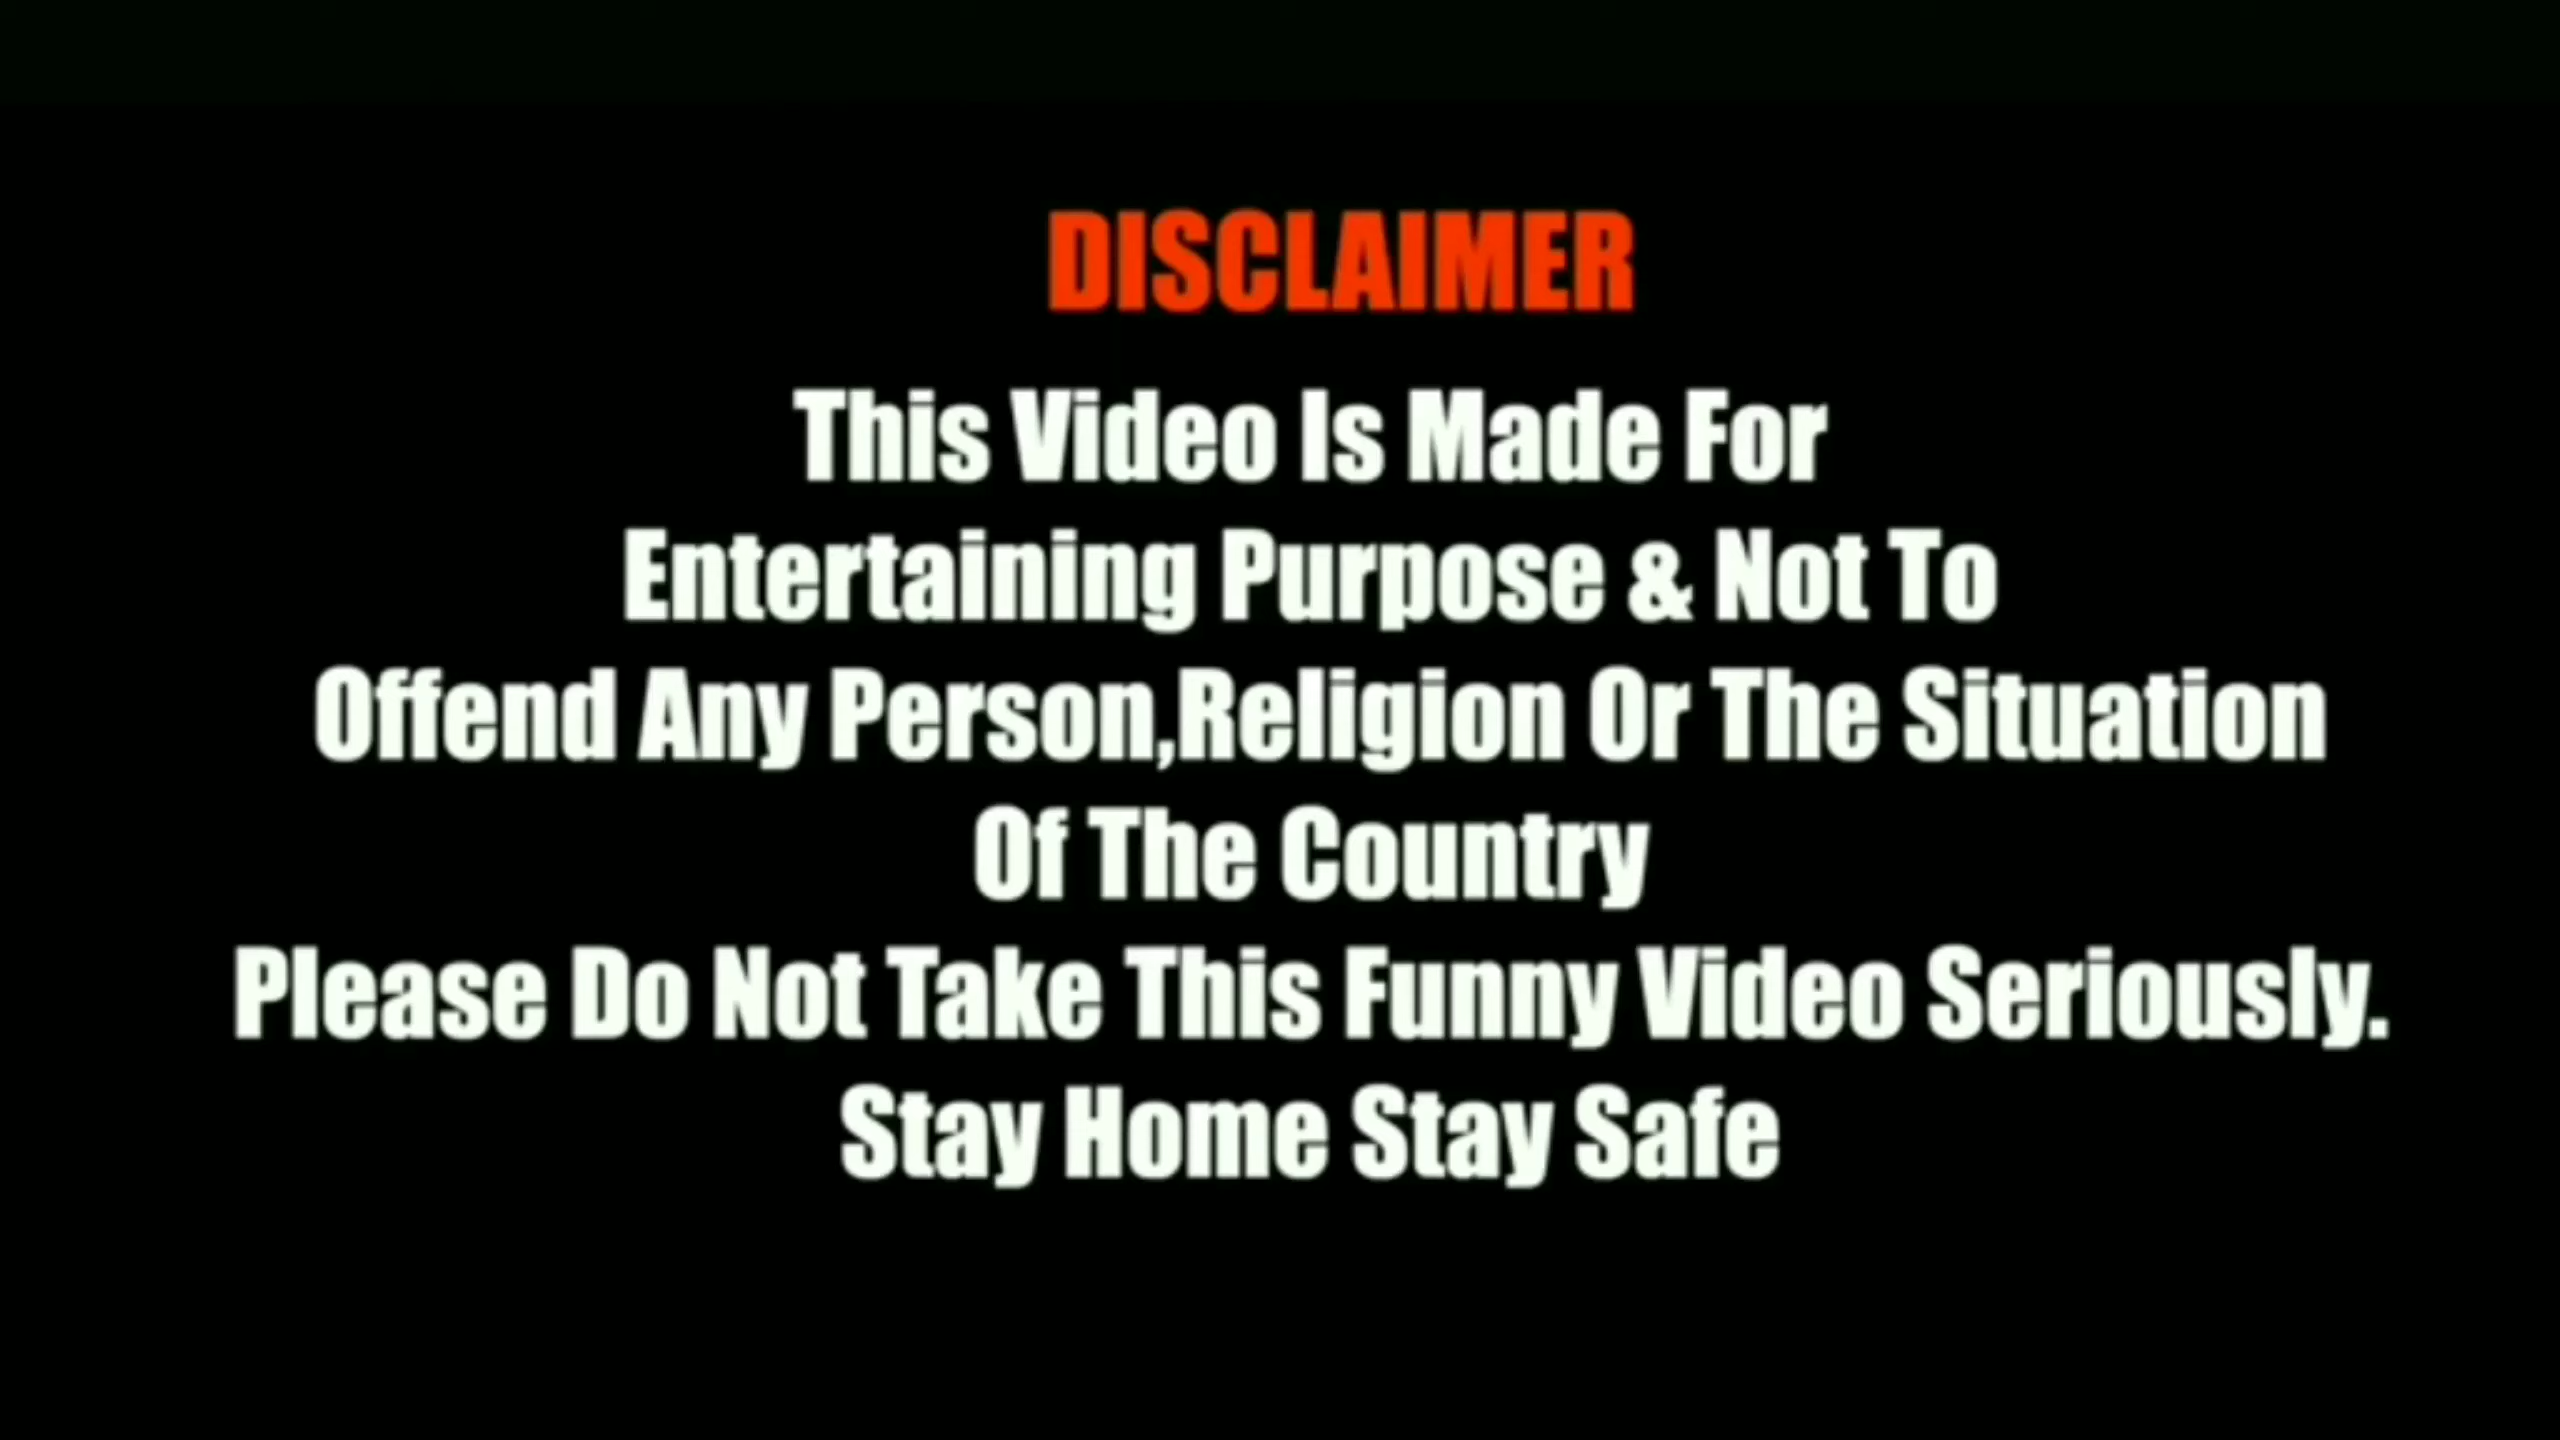 DISCLAIMER
This Video Is Made For
Entertaining Purpose & Not To
Offend Any Person,Religion Or The Situation
Of The Country
Please Do Not Take This Funny Video Seriously.
Stay Home Stay Safe